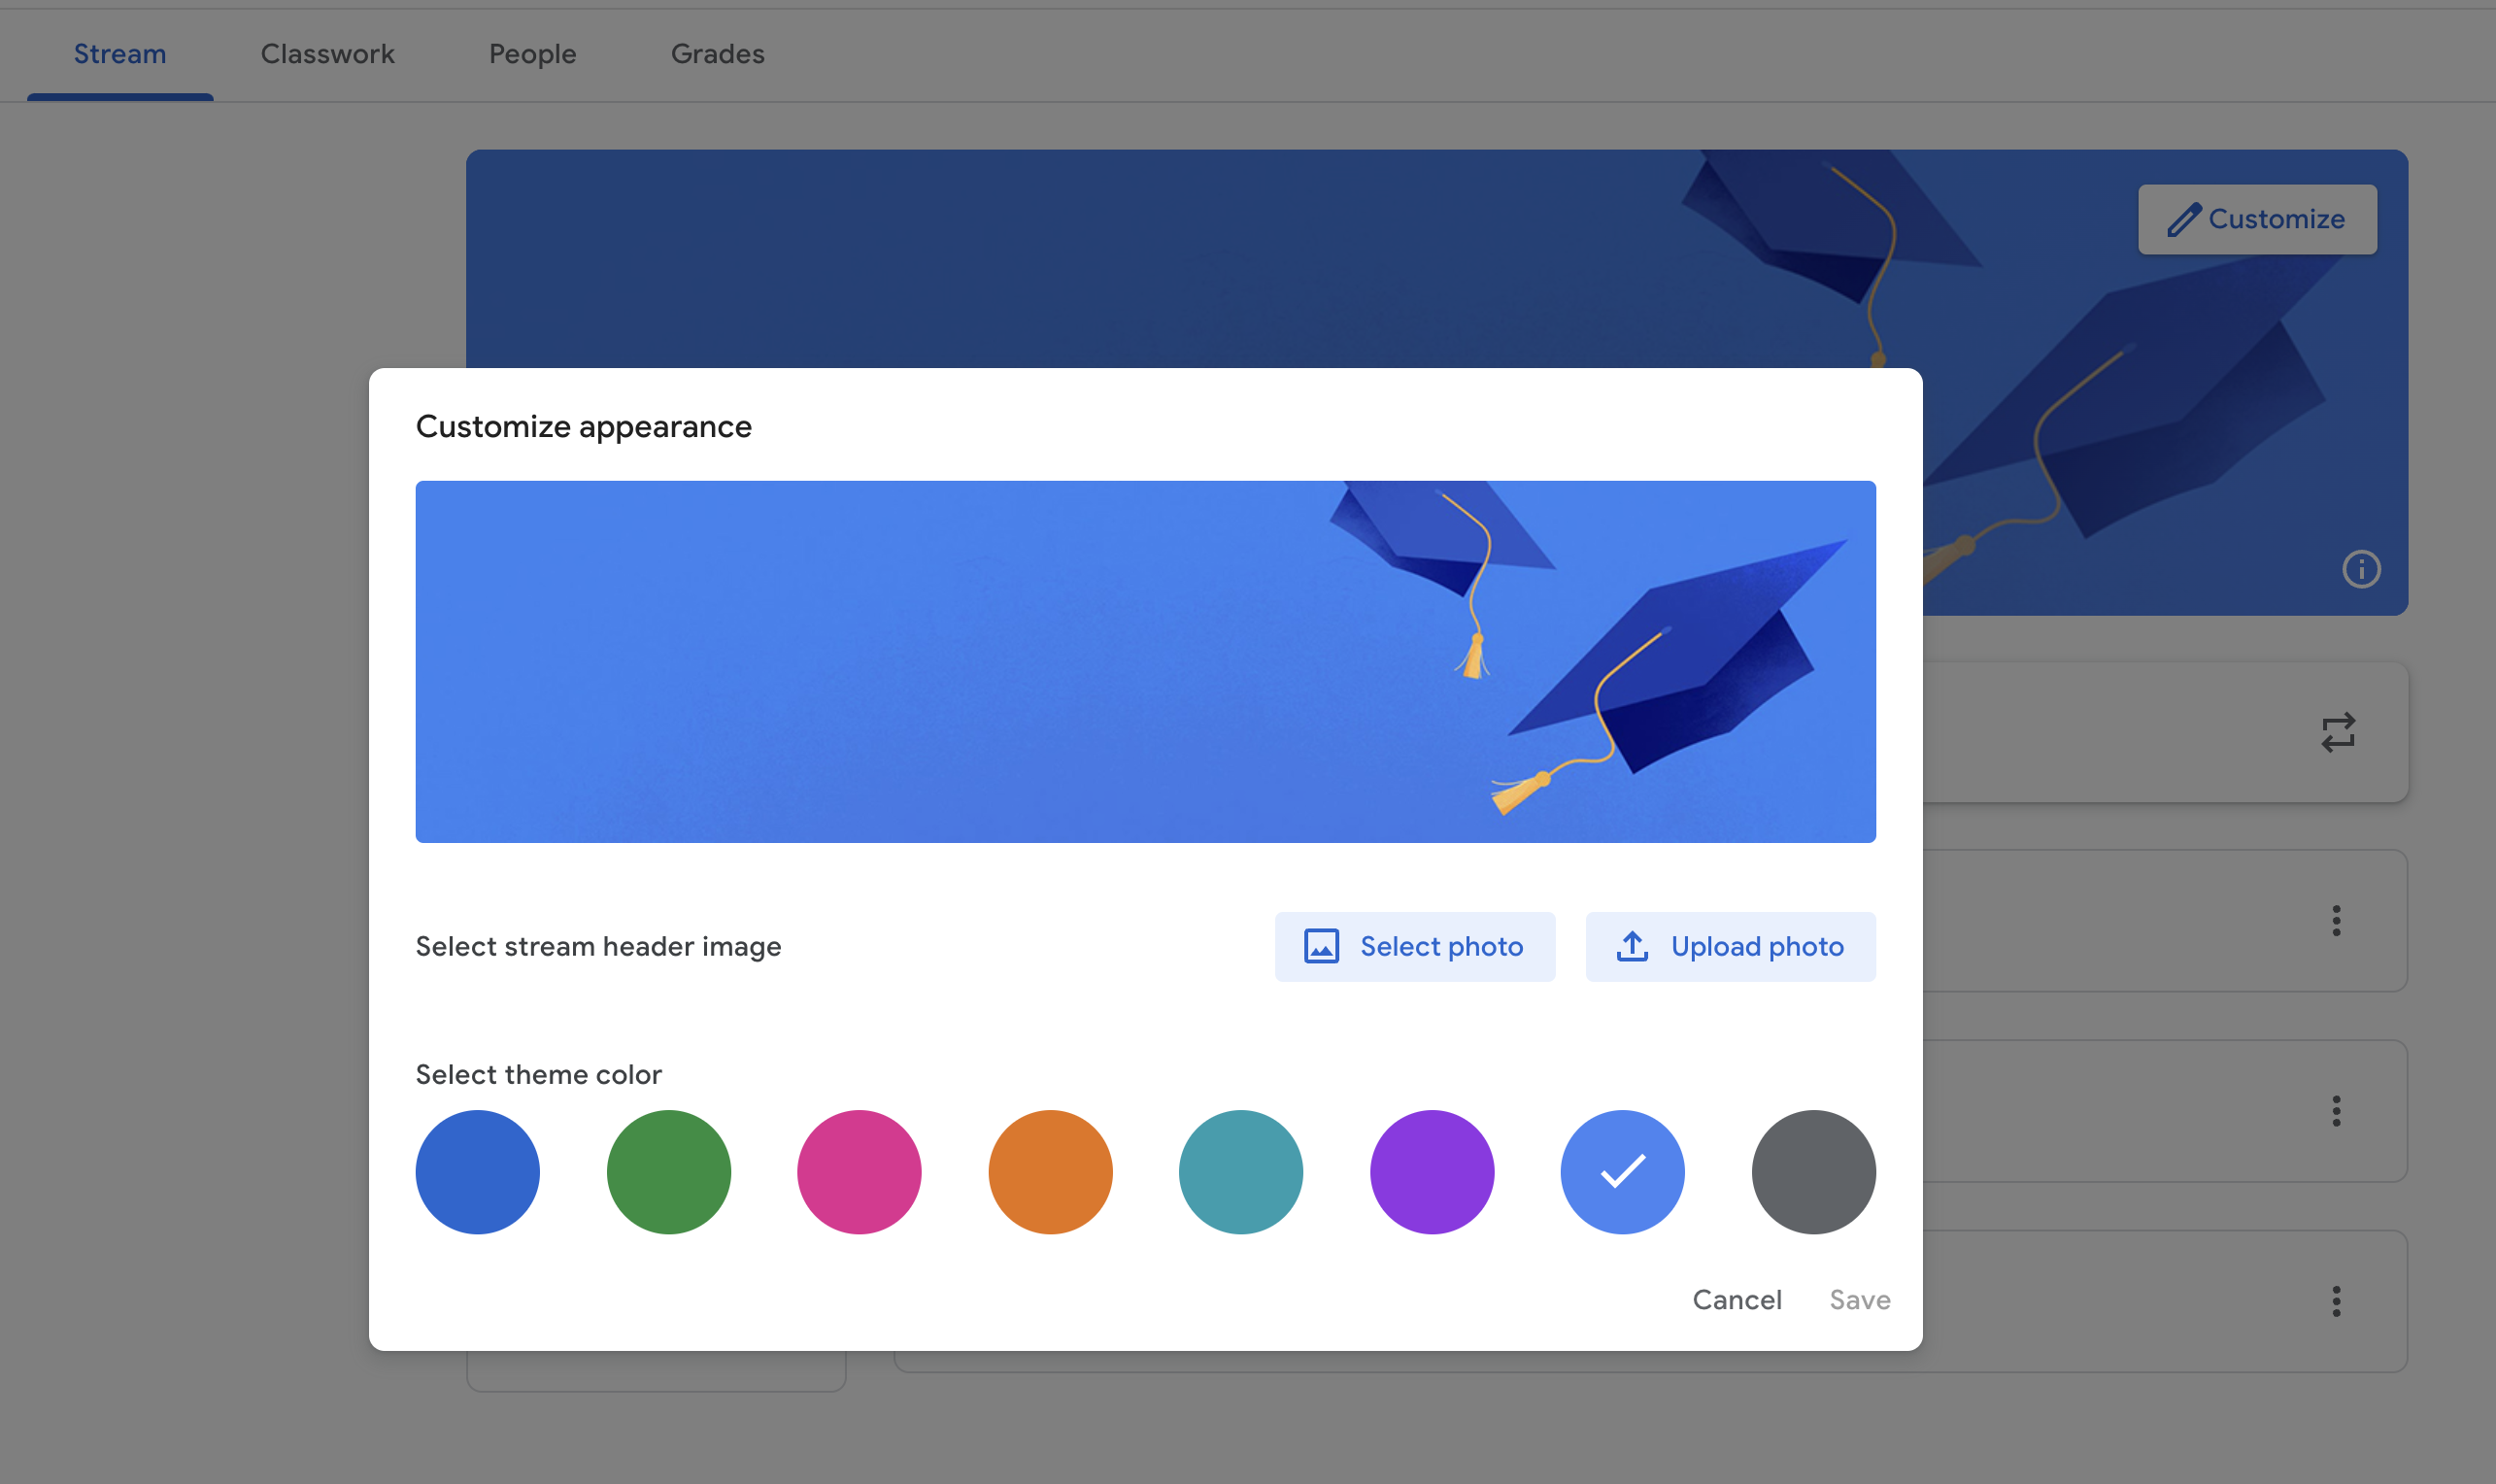 Stream Classwork People Grades
Customize
Customize appearance
Select stream header image Select photo Upload photo
Select theme color
Cancel Save